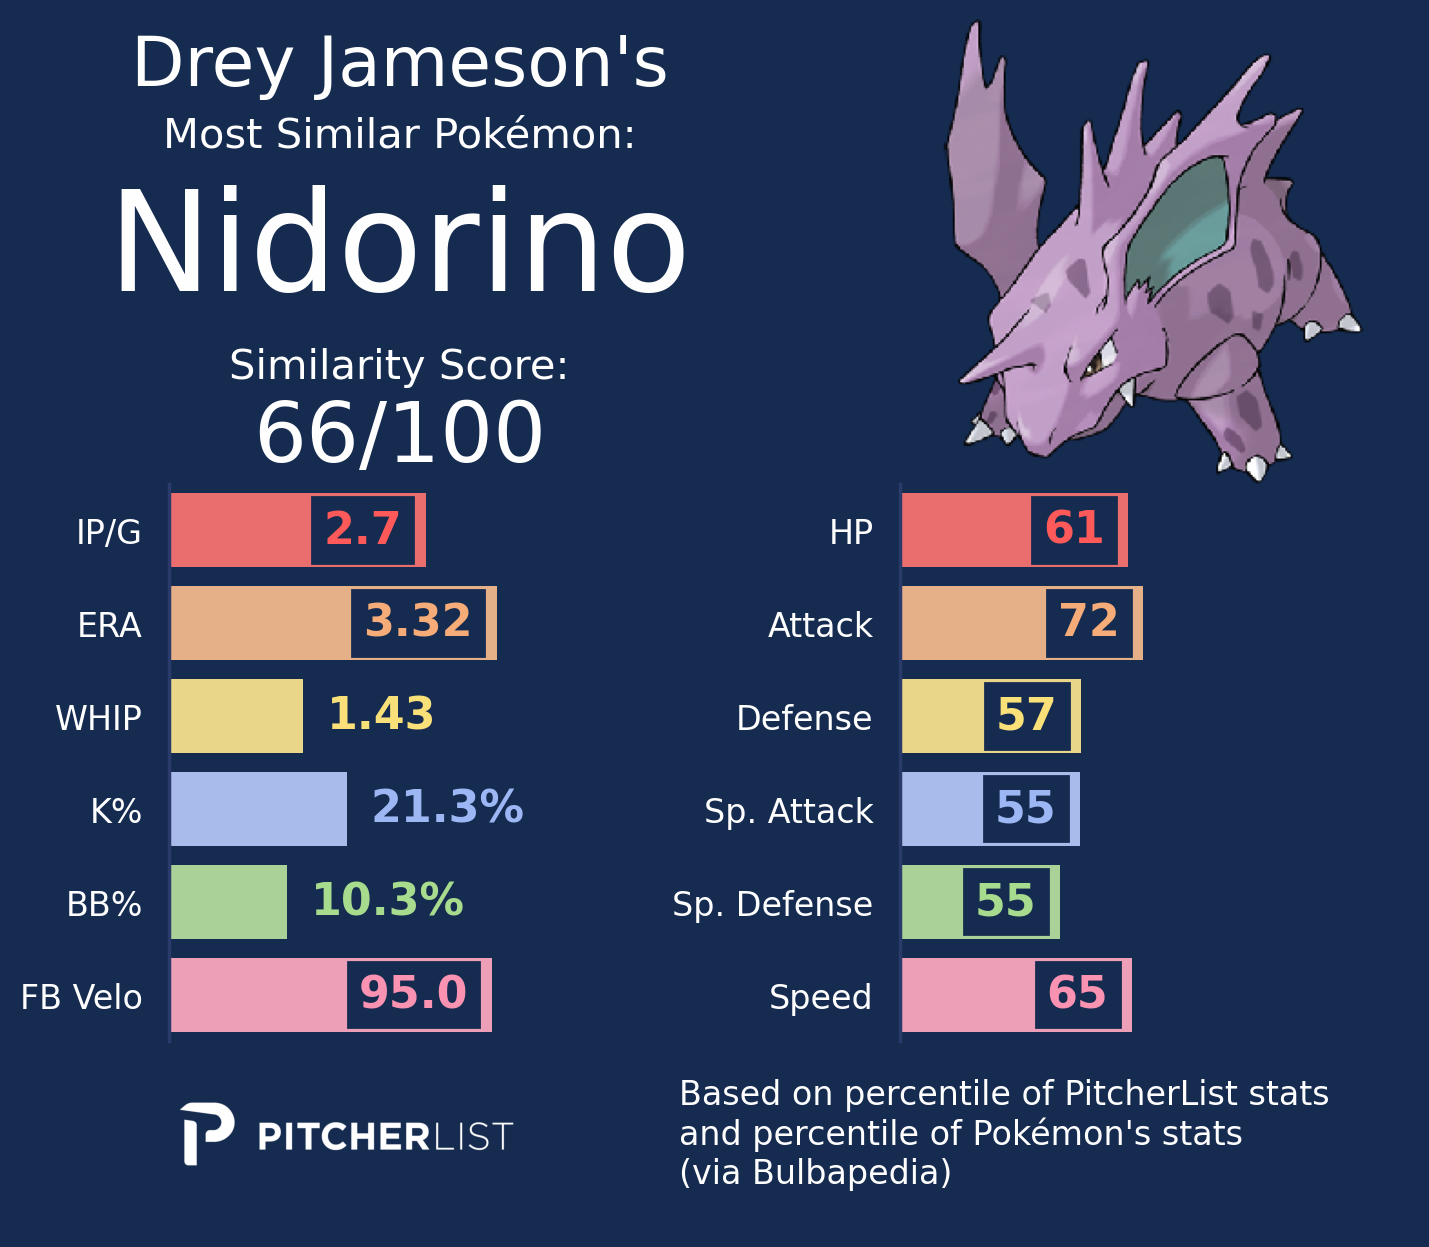 Drey Jameson's
Most Similar Pokémon:
Nidorino
Similarity Score:
66/100
IP/G 2.7
ERA 3.32
WHIP 1.43
K% 21.3%
BB% 10.3%
FB Velo 95.0
HP 61
Attack 72
Defense 57
Sp. Attack 55
Sp. Defense 55
Speed 65
PITCHERLIST
Based on percentile of PitcherList stats
and percentile of Pokémon's stats
(via Bulbapedia)